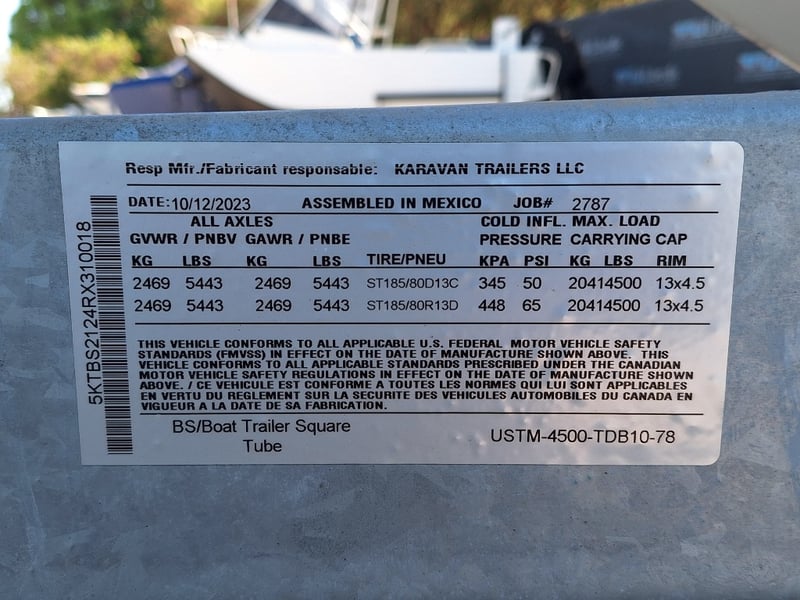 Resp Mfr./Fabricant responsable: KARAVAN TRAILERS LLC
DATE:10/12/2023 ASSEMBLED IN MEXICO JOB# 2787
ALL AXLES COLD INFL. MAX. LOAD
GVWR / PNBV GAWR / PNBE PRESSURE CARRYING CAP
KG LBS KG LBS TIRE/PNEU KPA PSI KG LBS RIM
2469 5443 2469 5443 ST185/80D13C 345 50 20414500 13x4.5
2469 5443 2469 5443 ST185/80R13D 448 65 20414500 13x4.5
THIS VEHICLE CONFORMS TO ALL APPLICABLE U.S. FEDERAL MOTOR VEHICLE SAFETY
STANDARDS (FMVSS) IN EFFECT ON THE DATE OF MANUFACTURE SHOWN ABOVE. THIS
VEHICLE CONFORMS TO ALL APPLICABLE STANDARDS PRESCRIBED UNDER THE CANADIAN
MOTOR VEHICLE SAFETY REGULATIONS IN EFFECT ON THE DATE OF MANUFACTURE SHOWN
ABOVE. / CE VEHICULE EST CONFORME A TOUTES LES NORMES QUI LUI SONT APPLICABLES
EN VERTU DU REGLEMENT SUR LA SECURITE DES VEHICULES AUTOMOBILES DU CANADA EN
VIGUEUR A LA DATE DE SA FABRICATION.
BS/Boat Trailer Square
Tube
USTM-4500-TDB10-78
5KTBS2124RX310018